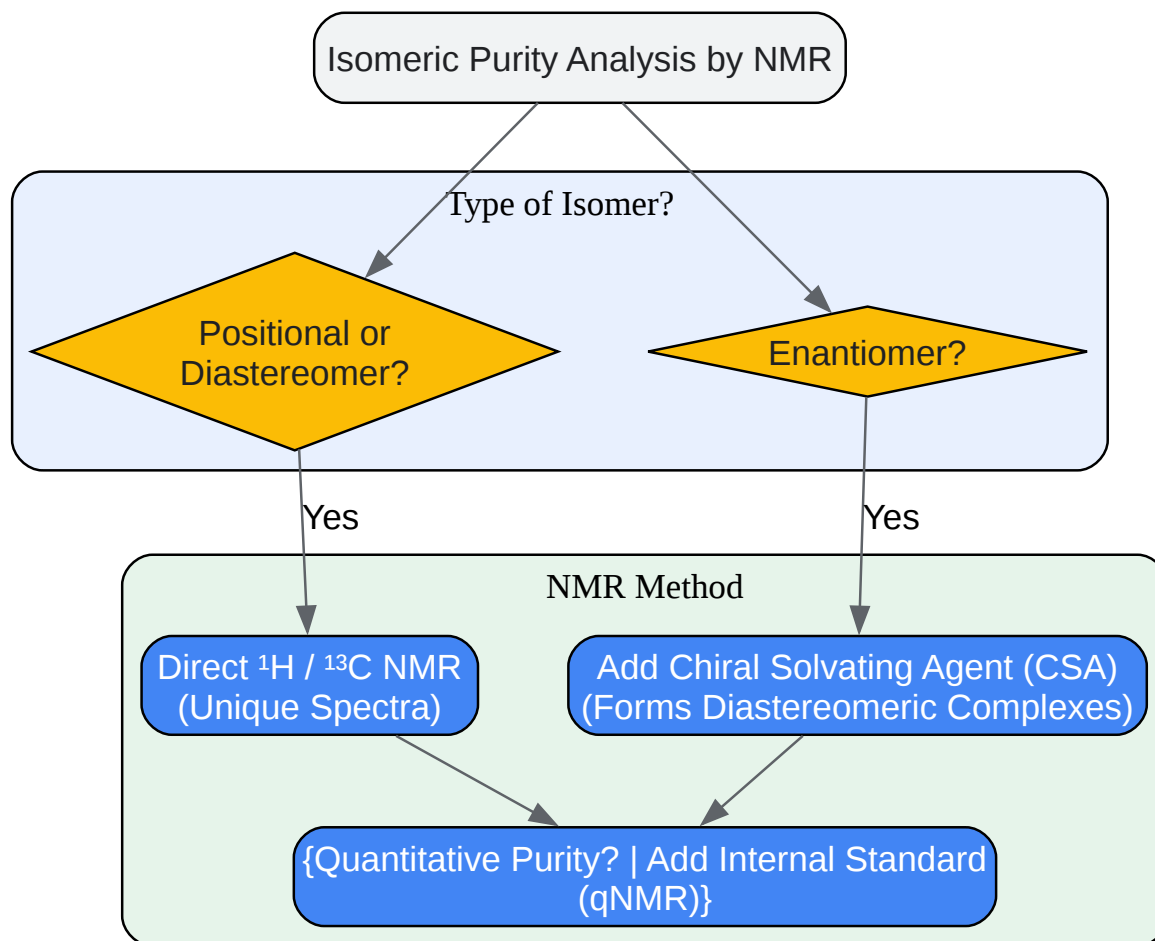 Isomeric Purity Analysis by NMR
Type of Isomer?
Positional or
Diastereomer?
Enantiomer?
Yes
Yes
NMR Method
Direct ¹H / ¹³C NMR
(Unique Spectra)
Add Chiral Solvating Agent (CSA)
(Forms Diastereomeric Complexes)
{Quantitative Purity? | Add Internal Standard
(qNMR)}